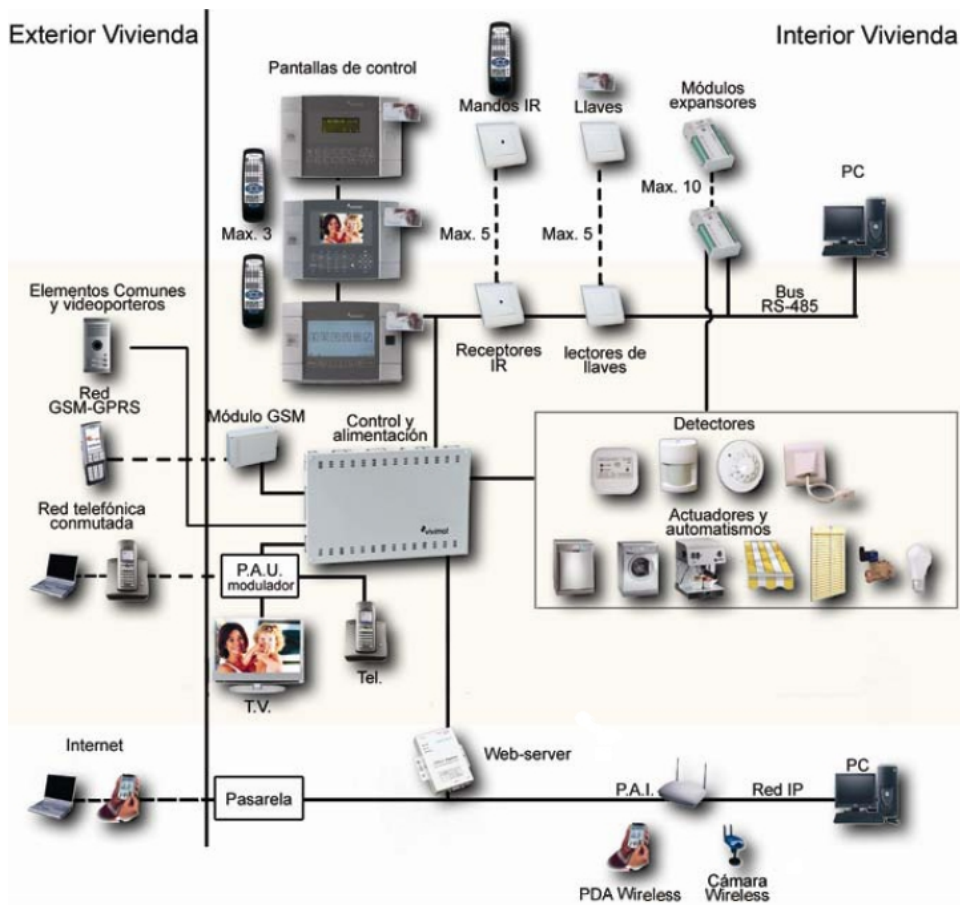 Exterior Vivienda
Interior Vivienda
Pantallas de control
Mandos IR
Llaves
Módulos
expansores
PC
Max. 3
Max. 5
Max. 5
Max. 10
Bus
RS-485
Receptores
IR
lectores de
llaves
Elementos Comunes
y videoporteros
Red
GSM-GPRS
Módulo GSM
Control y
alimentación
vivimat
Detectores
Actuadores y
automatismos
Red telefónica
conmutada
P.A.U.
modulador
Tel.
T.V.
Internet
Pasarela
Web-server
P.A.I.
Red IP
PC
PDA Wireless
Cámara
Wireless